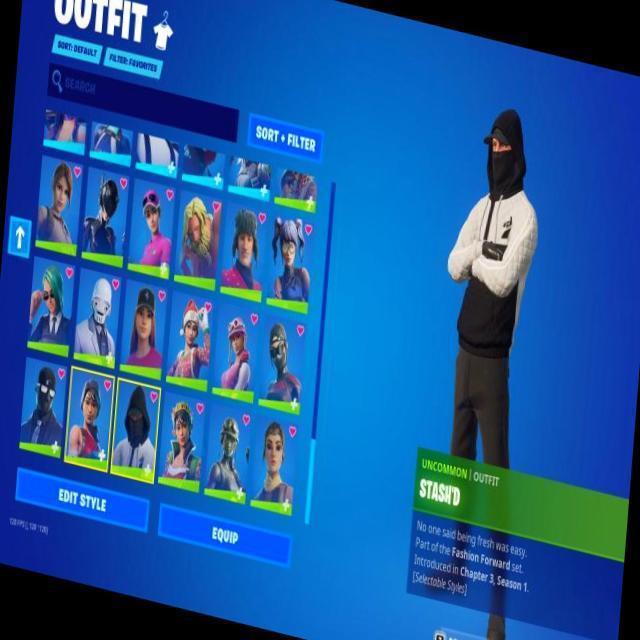 OUTFIT
SORT: DEFAULT FILTER: FAVORITES
SEARCH
SORT + FILTER
EDIT STYLE
EQUIP
UNCOMMON | OUTFIT
STASH'D
No one said being fresh was easy.
Part of the Fashion Forward set.
Introduced in Chapter 3, Season 1.
[Selectable Styles]